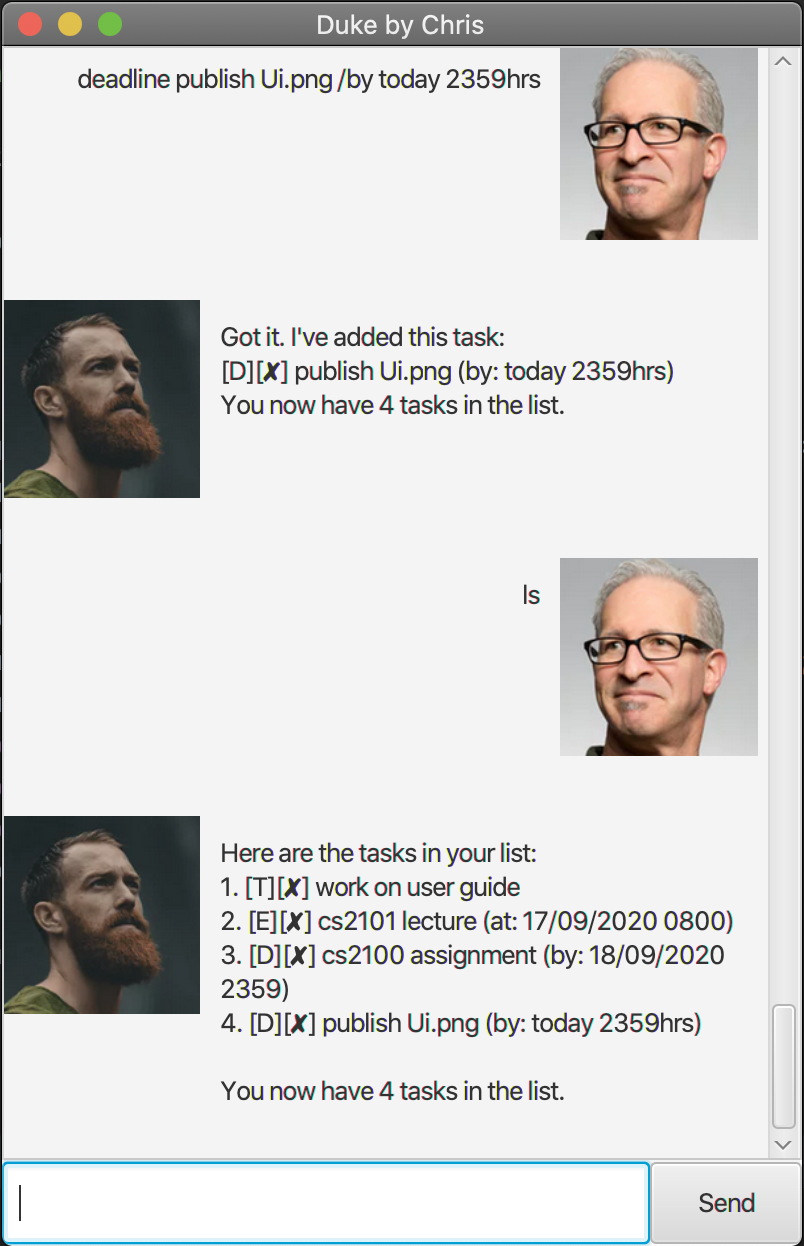 Duke by Chris
deadline publish Ui.png /by today 2359hrs
Got it. I've added this task:
[D][✘] publish Ui.png (by: today 2359hrs)
You now have 4 tasks in the list.
ls
Here are the tasks in your list:
1. [T][✘] work on user guide
2. [E][✘] cs2101 lecture (at: 17/09/2020 0800)
3. [D][✘] cs2100 assignment (by: 18/09/2020
2359)
4. [D][✘] publish Ui.png (by: today 2359hrs)
You now have 4 tasks in the list.
Send